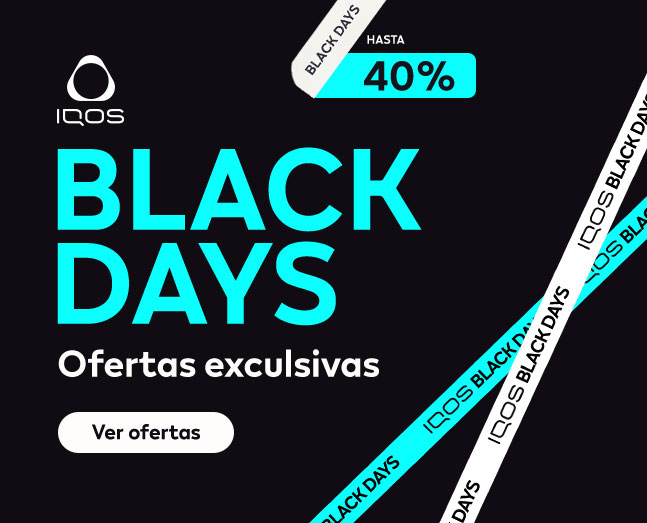 BLACK DAYS
HASTA
40%
IQOS
BLACK
DAYS
Ofertas exculsivas
Ver ofertas
IQOS BLACK DAYS
IQOS BLACK
IQOS BLACK DAYS
IQOS BLACK DAYS
BLACK DAYS
DAYS